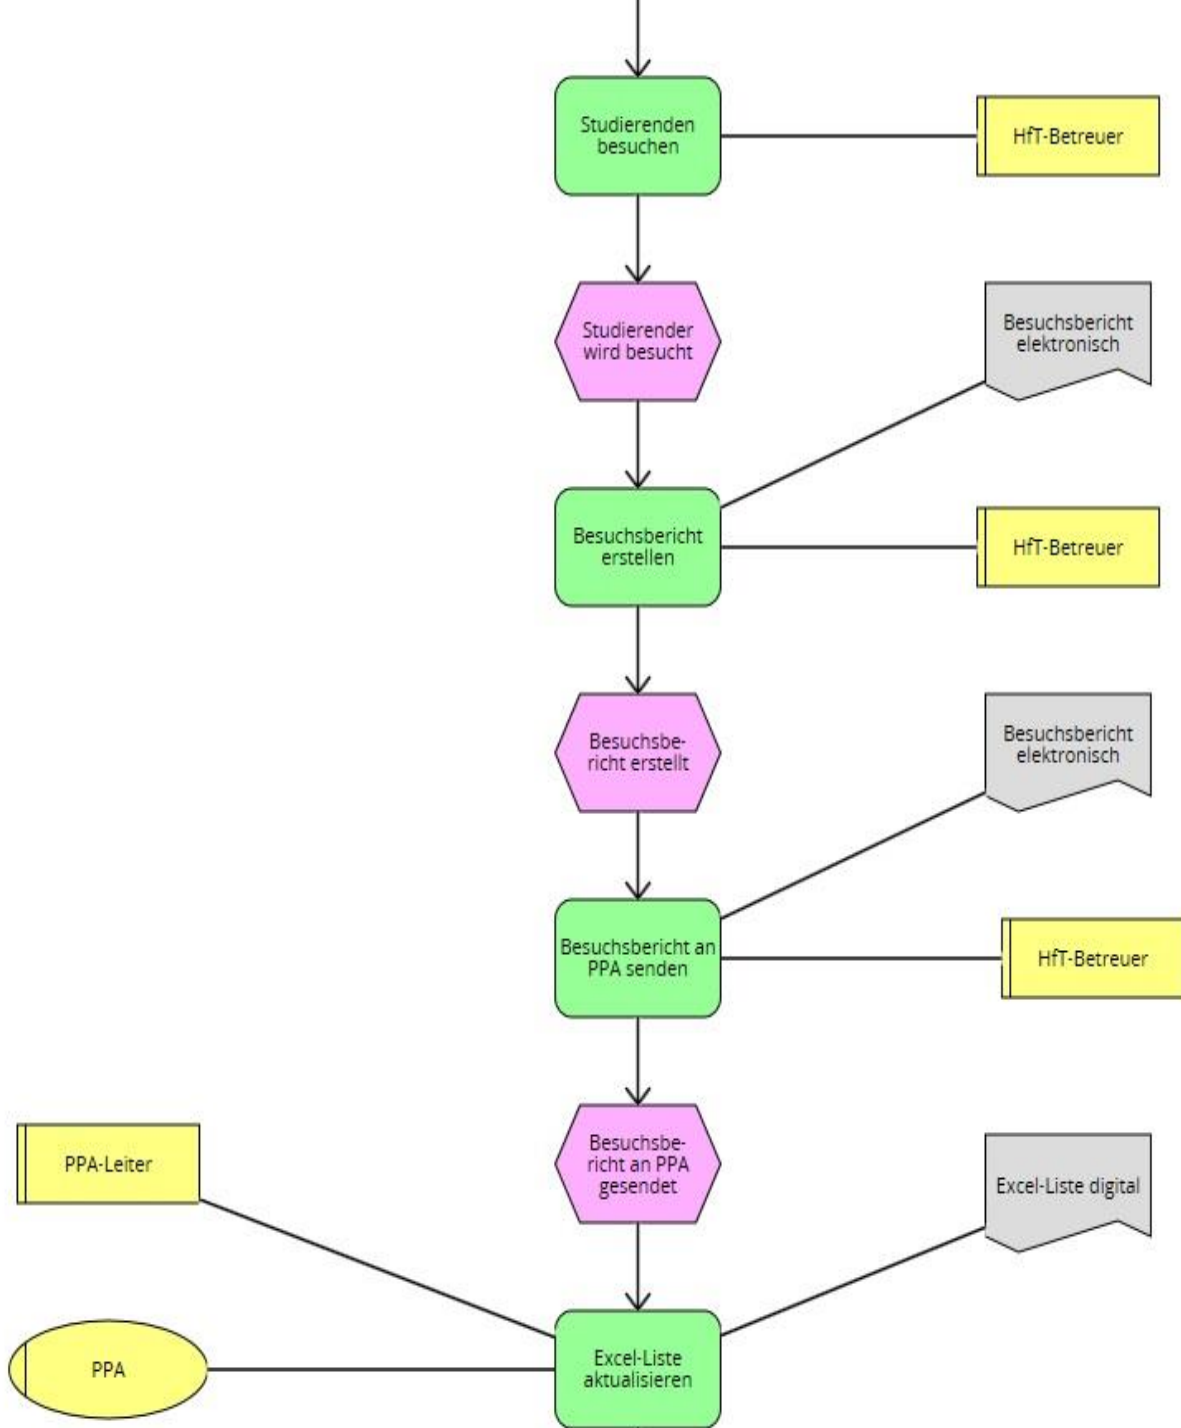 Studierenden
besuchen
HfT-Betreuer
Studierender
wird besucht
Besuchsbericht
elektronisch
Besuchsbericht
erstellen
HfT-Betreuer
Besuchsbe-
richt erstellt
Besuchsbericht
elektronisch
Besuchsbericht an
PPA senden
HfT-Betreuer
PPA-Leiter
Besuchsbe-
richt an PPA
gesendet
Excel-Liste digital
PPA
Excel-Liste
aktualisieren